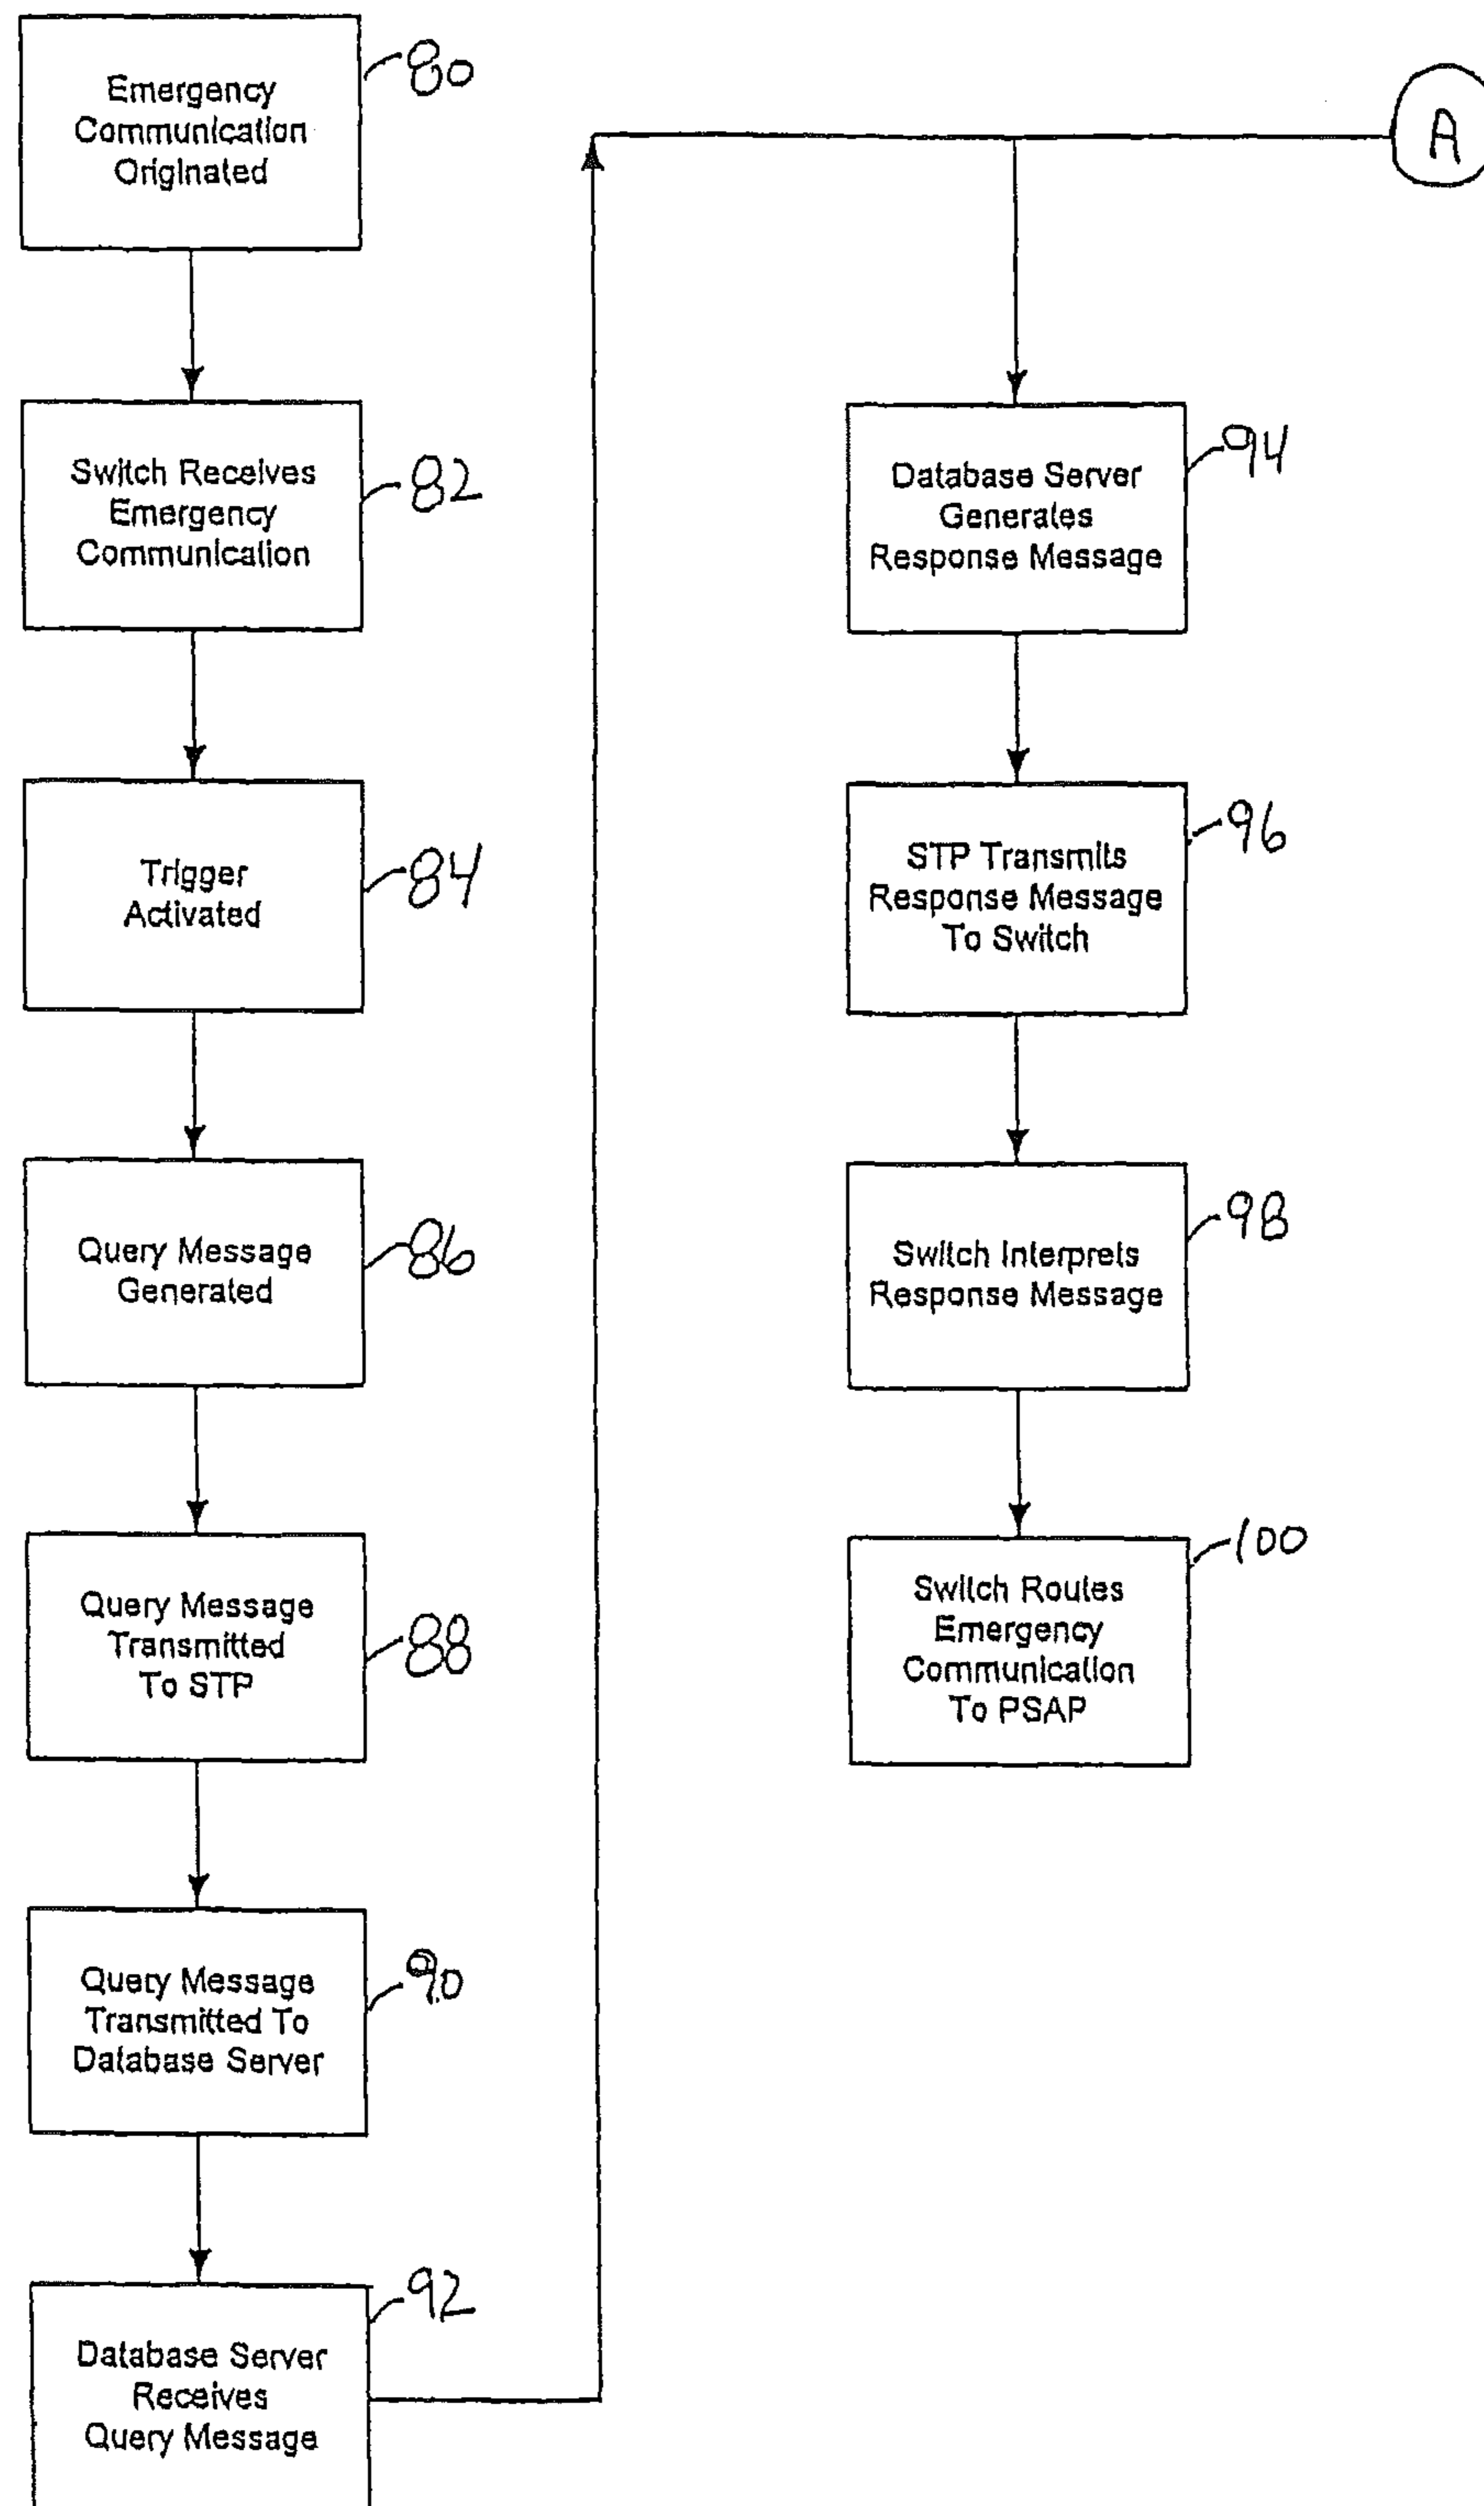 Emergency
Communication
Originated
80
Switch Receives
Emergency
Communication
82
Trigger
Activated
84
Query Message
Generated
86
Query Message
Transmitted
To STP
88
Query Message
Transmitted To
Database Server
90
Database Server
Receives
Query Message
92
A
Database Server
Generates
Response Message
94
STP Transmits
Response Message
To Switch
96
Switch Interprets
Response Message
98
Switch Routes
Emergency
Communication
To PSAP
100